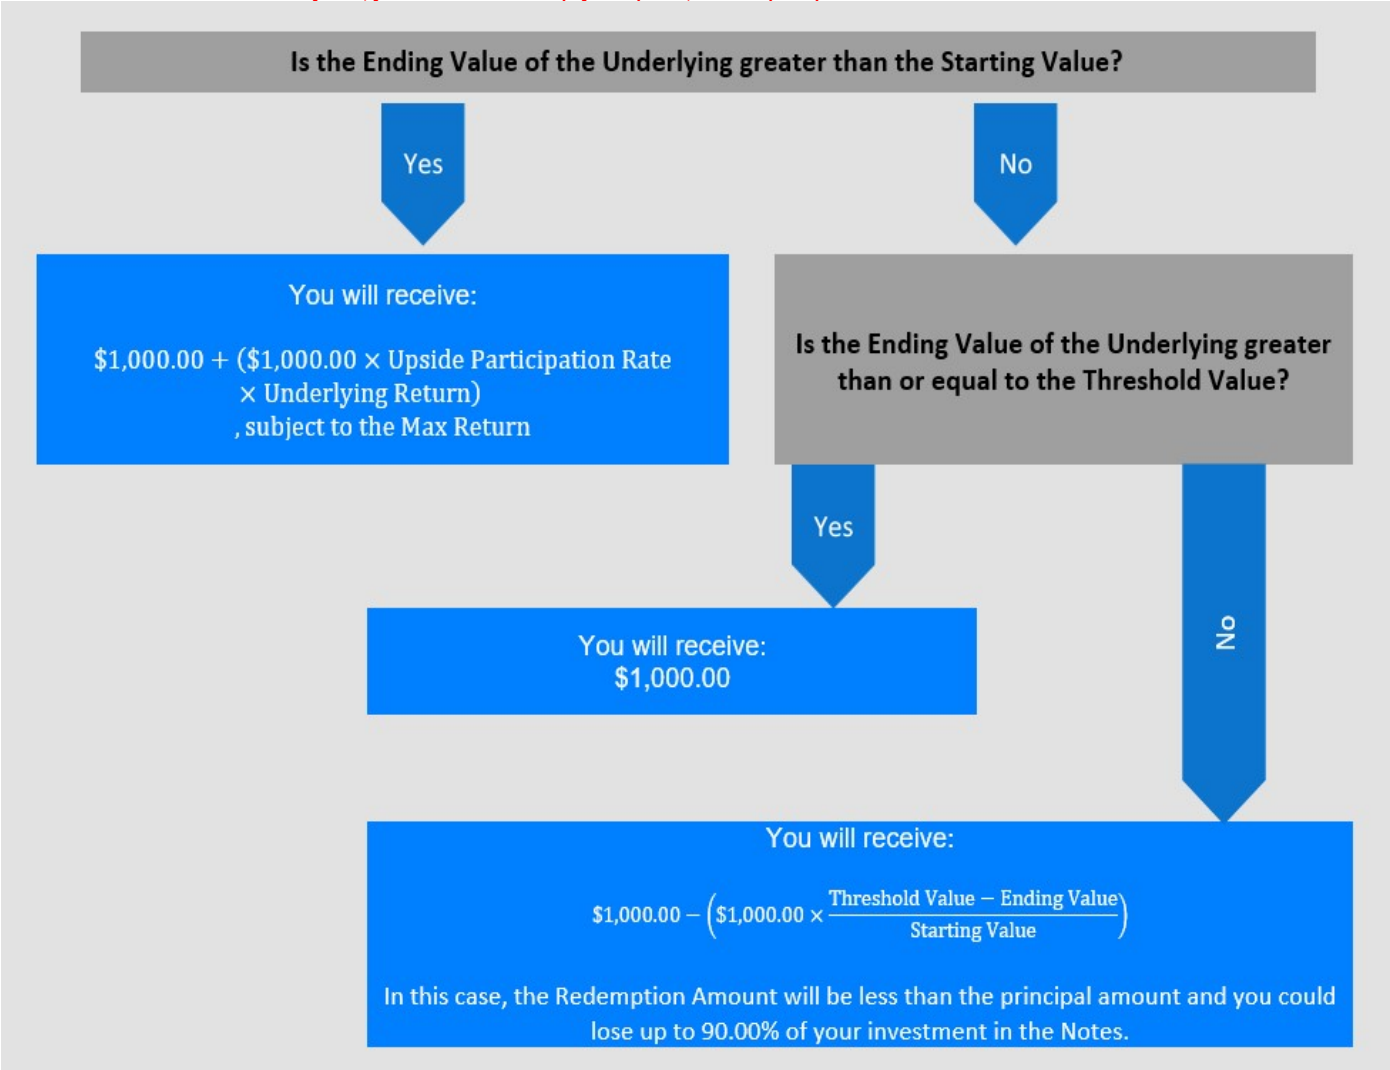 Is the Ending Value of the Underlying greater than the Starting Value?
Yes
No
You will receive:
$1,000.00 + ($1,000.00 × Upside Participation Rate
× Underlying Return)
, subject to the Max Return
Is the Ending Value of the Underlying greater
than or equal to the Threshold Value?
Yes
No
You will receive:
$1,000.00
You will receive:
$1,000.00 − ($1,000.00 × Threshold Value − Ending Value)
Starting Value
In this case, the Redemption Amount will be less than the principal amount and you could
lose up to 90.00% of your investment in the Notes.